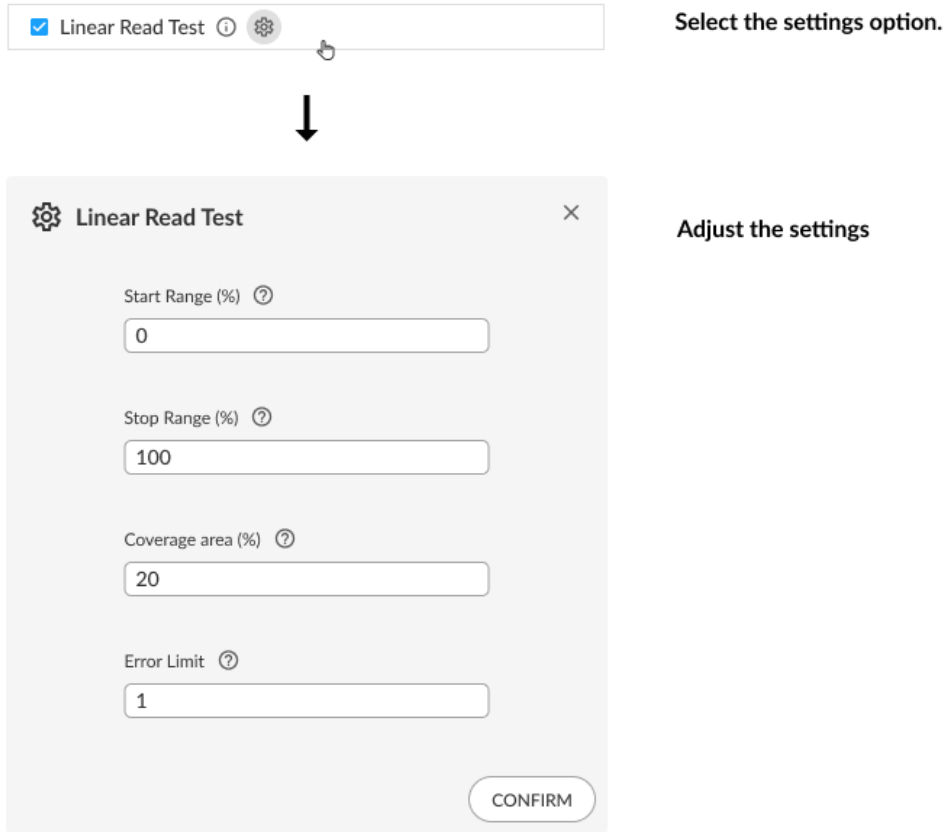 Linear Read Test
Select the settings option.
Linear Read Test
Adjust the settings
Start Range (%)
0
Stop Range (%)
100
Coverage area (%)
20
Error Limit
1
CONFIRM